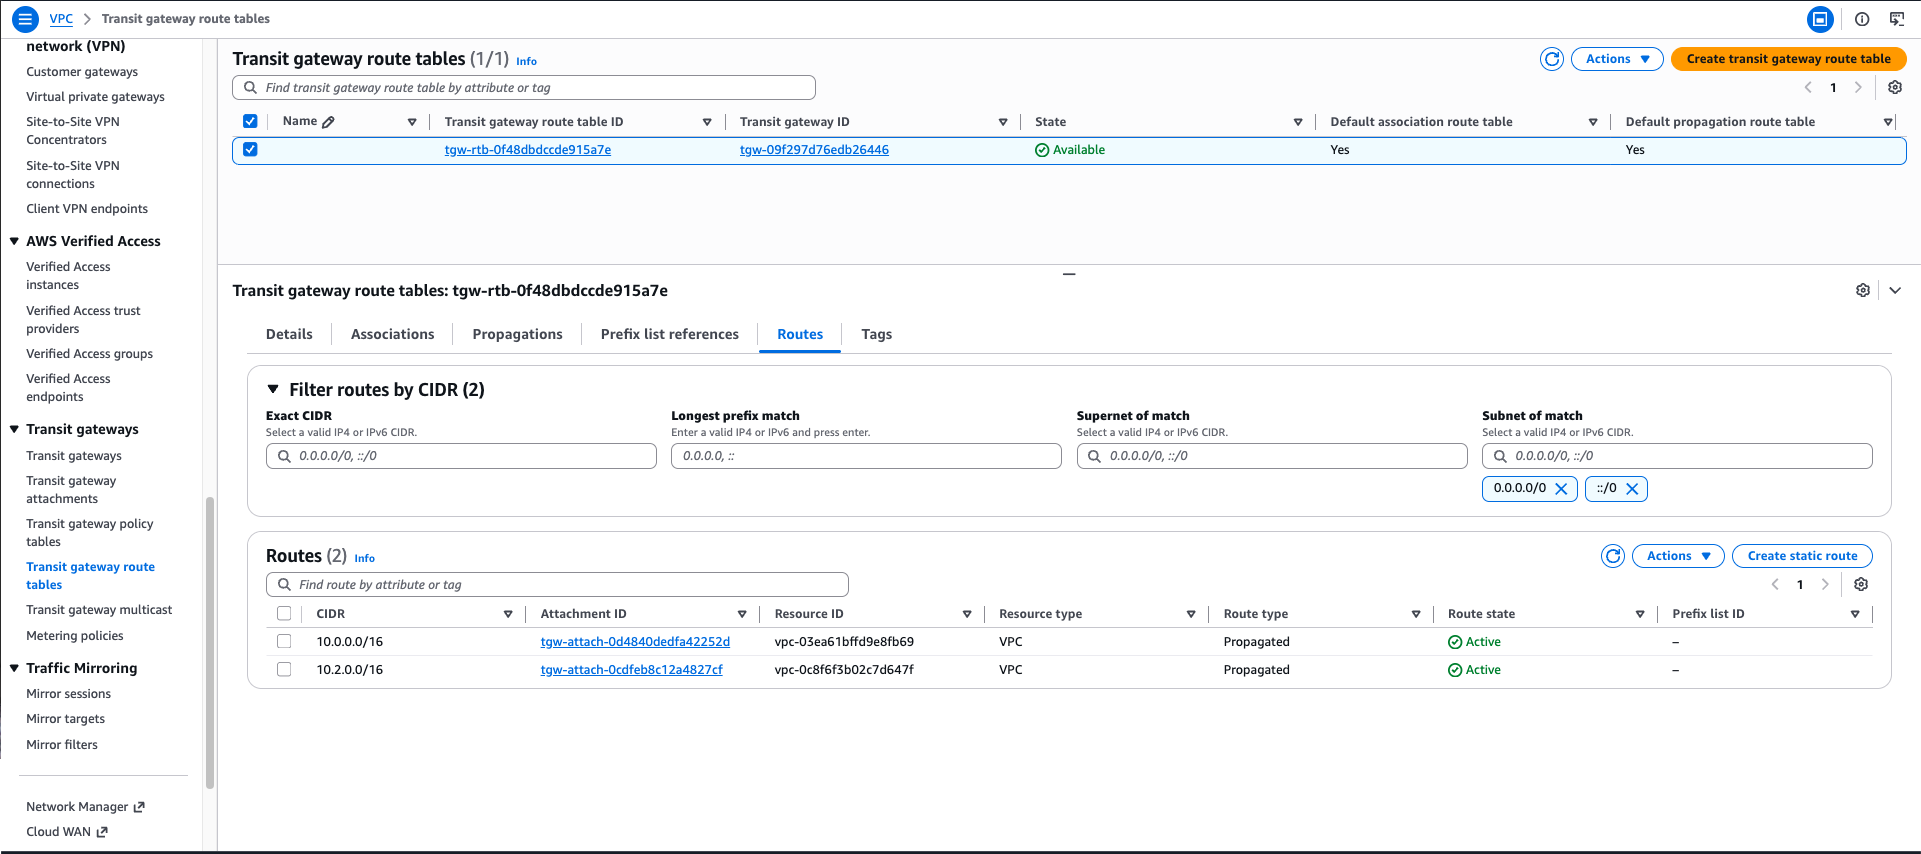 VPC > Transit gateway route tables
network (VPN)
Customer gateways
Virtual private gateways
Site-to-Site VPN
Concentrators
Site-to-Site VPN
connections
Client VPN endpoints
AWS Verified Access
Verified Access
instances
Verified Access trust
providers
Verified Access groups
Verified Access
endpoints
Transit gateways
Transit gateways
Transit gateway
attachments
Transit gateway policy
tables
Transit gateway route
tables
Transit gateway multicast
Metering policies
Traffic Mirroring
Mirror sessions
Mirror targets
Mirror filters
Network Manager
Cloud WAN
Transit gateway route tables (1/1) Info
Actions
Create transit gateway route table
Find transit gateway route table by attribute or tag
1
Name Transit gateway route table ID Transit gateway ID State Default association route table Default propagation route table
tgw-rtb-0f48dbdccde915a7e tgw-09f297d76edb26446 Available Yes Yes
Transit gateway route tables: tgw-rtb-0f48dbdccde915a7e
Details Associations Propagations Prefix list references Routes Tags
Filter routes by CIDR (2)
Exact CIDR Longest prefix match Supernet of match Subnet of match
Select a valid IP4 or IPv6 CIDR. Enter a valid IP4 or IPv6 and press enter. Select a valid IP4 or IPv6 CIDR. Select a valid IP4 or IPv6 CIDR.
0.0.0.0/0, ::/0 0.0.0.0, :: 0.0.0.0/0, ::/0 0.0.0.0/0, ::/0
0.0.0.0/0 ::/0
Routes (2) Info
Actions
Create static route
Find route by attribute or tag
1
CIDR Attachment ID Resource ID Resource type Route type Route state Prefix list ID
10.0.0.0/16 tgw-attach-0d4840dedfa42252d vpc-03ea61bffd9e8fb69 VPC Propagated Active –
10.2.0.0/16 tgw-attach-0cdfeb8c12a4827cf vpc-0c8f6f3b02c7d647f VPC Propagated Active –